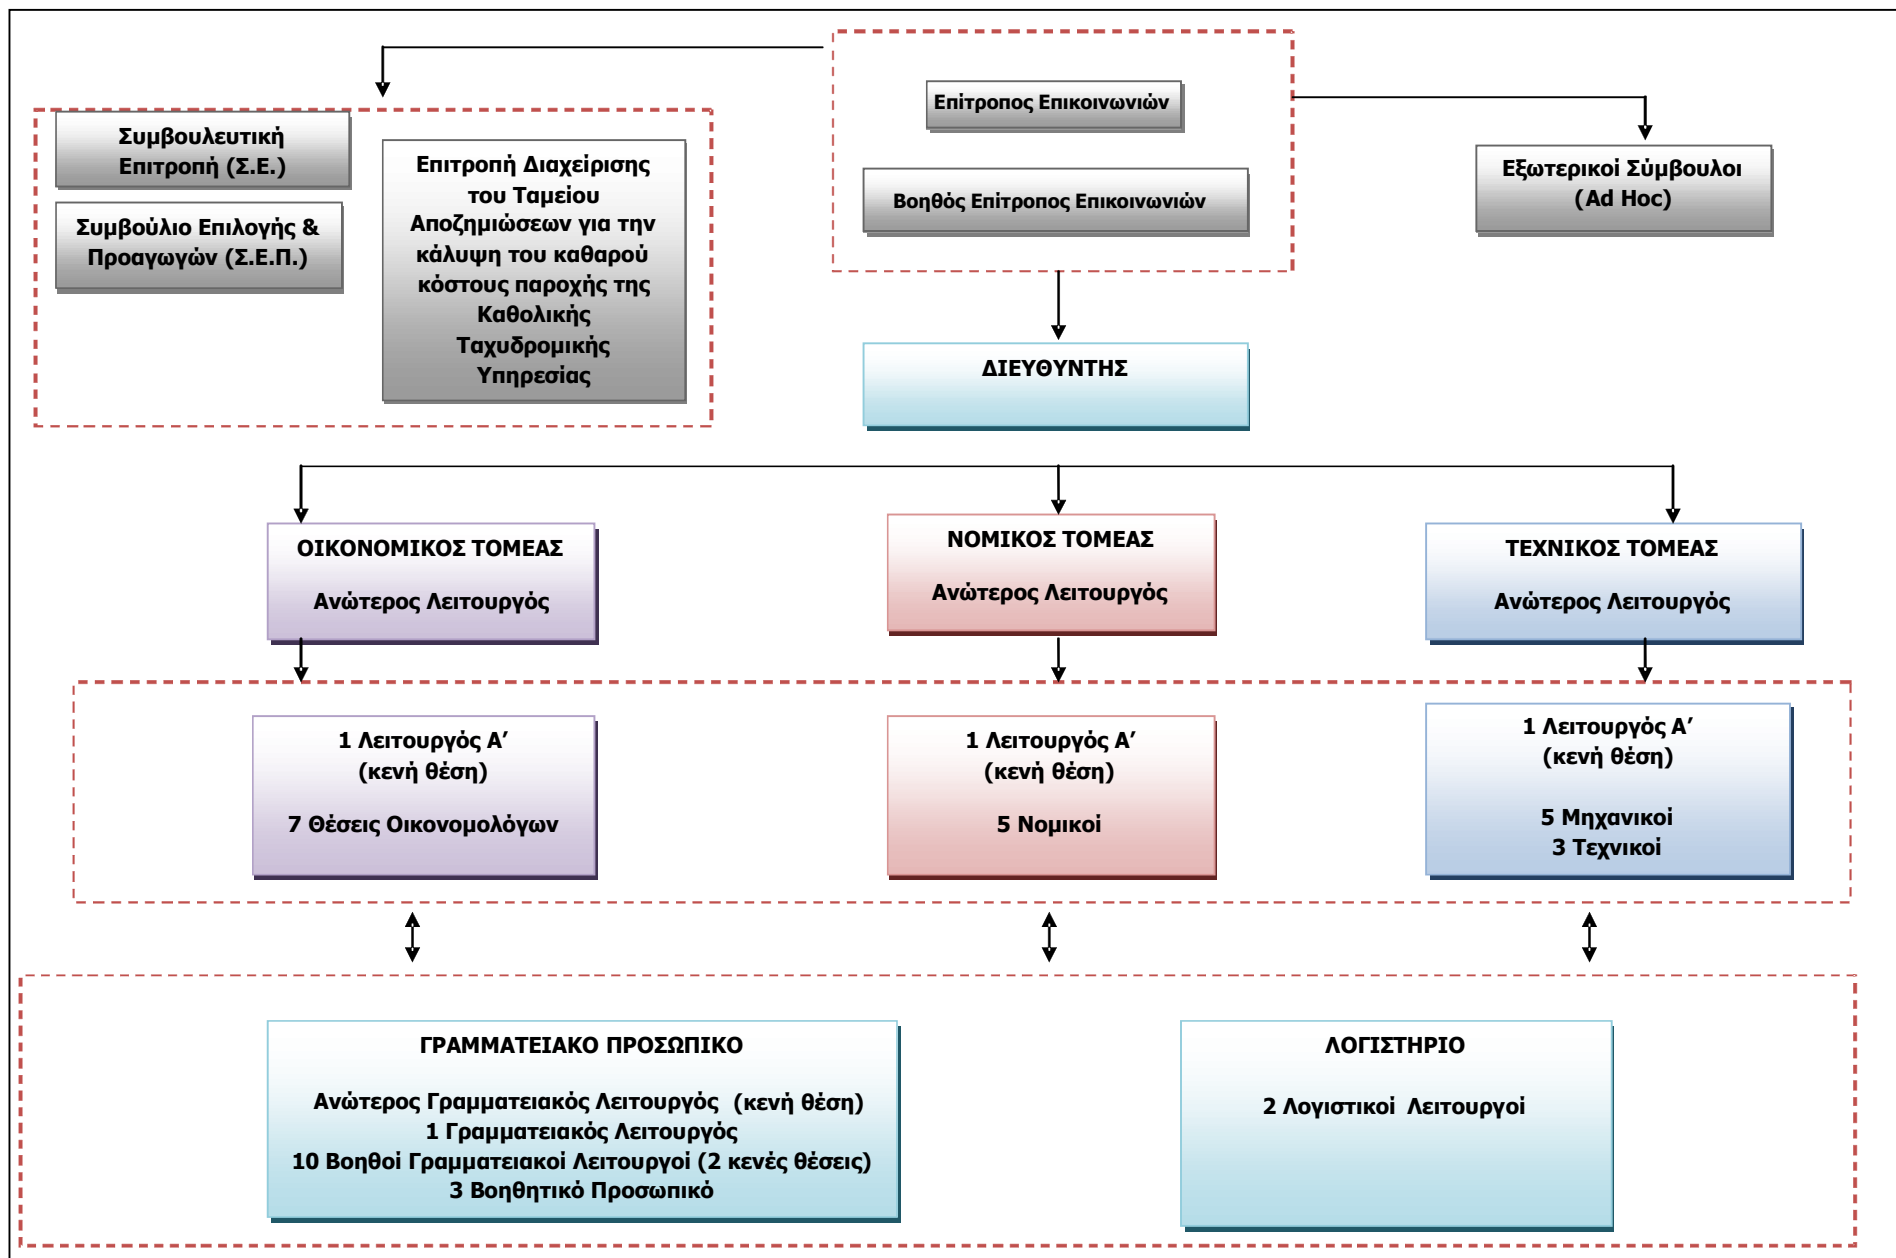 Επίτροπος Επικοινωνιών
Βοηθός Επίτροπος Επικοινωνιών
Συμβουλευτική
Επιτροπή (Σ.Ε.)
Συμβούλιο Επιλογής &
Προαγωγών (Σ.Ε.Π.)
Επιτροπή Διαχείρισης
του Ταμείου
Αποζημιώσεων για την
κάλυψη του καθαρού
κόστους παροχής της
Καθολικής
Ταχυδρομικής
Υπηρεσίας
Εξωτερικοί Σύμβουλοι
(Ad Hoc)
ΔΙΕΥΘΥΝΤΗΣ
ΟΙΚΟΝΟΜΙΚΟΣ ΤΟΜΕΑΣ
Ανώτερος Λειτουργός
ΝΟΜΙΚΟΣ ΤΟΜΕΑΣ
Ανώτερος Λειτουργός
ΤΕΧΝΙΚΟΣ ΤΟΜΕΑΣ
Ανώτερος Λειτουργός
1 Λειτουργός Α’
(κενή θέση)
7 Θέσεις Οικονομολόγων
1 Λειτουργός Α’
(κενή θέση)
5 Νομικοί
1 Λειτουργός Α’
(κενή θέση)
5 Μηχανικοί
3 Τεχνικοί
ΓΡΑΜΜΑΤΕΙΑΚΟ ΠΡΟΣΩΠΙΚΟ
Ανώτερος Γραμματειακός Λειτουργός (κενή θέση)
1 Γραμματειακός Λειτουργός
10 Βοηθοί Γραμματειακοί Λειτουργοί (2 κενές θέσεις)
3 Βοηθητικό Προσωπικό
ΛΟΓΙΣΤΗΡΙΟ
2 Λογιστικοί Λειτουργοί